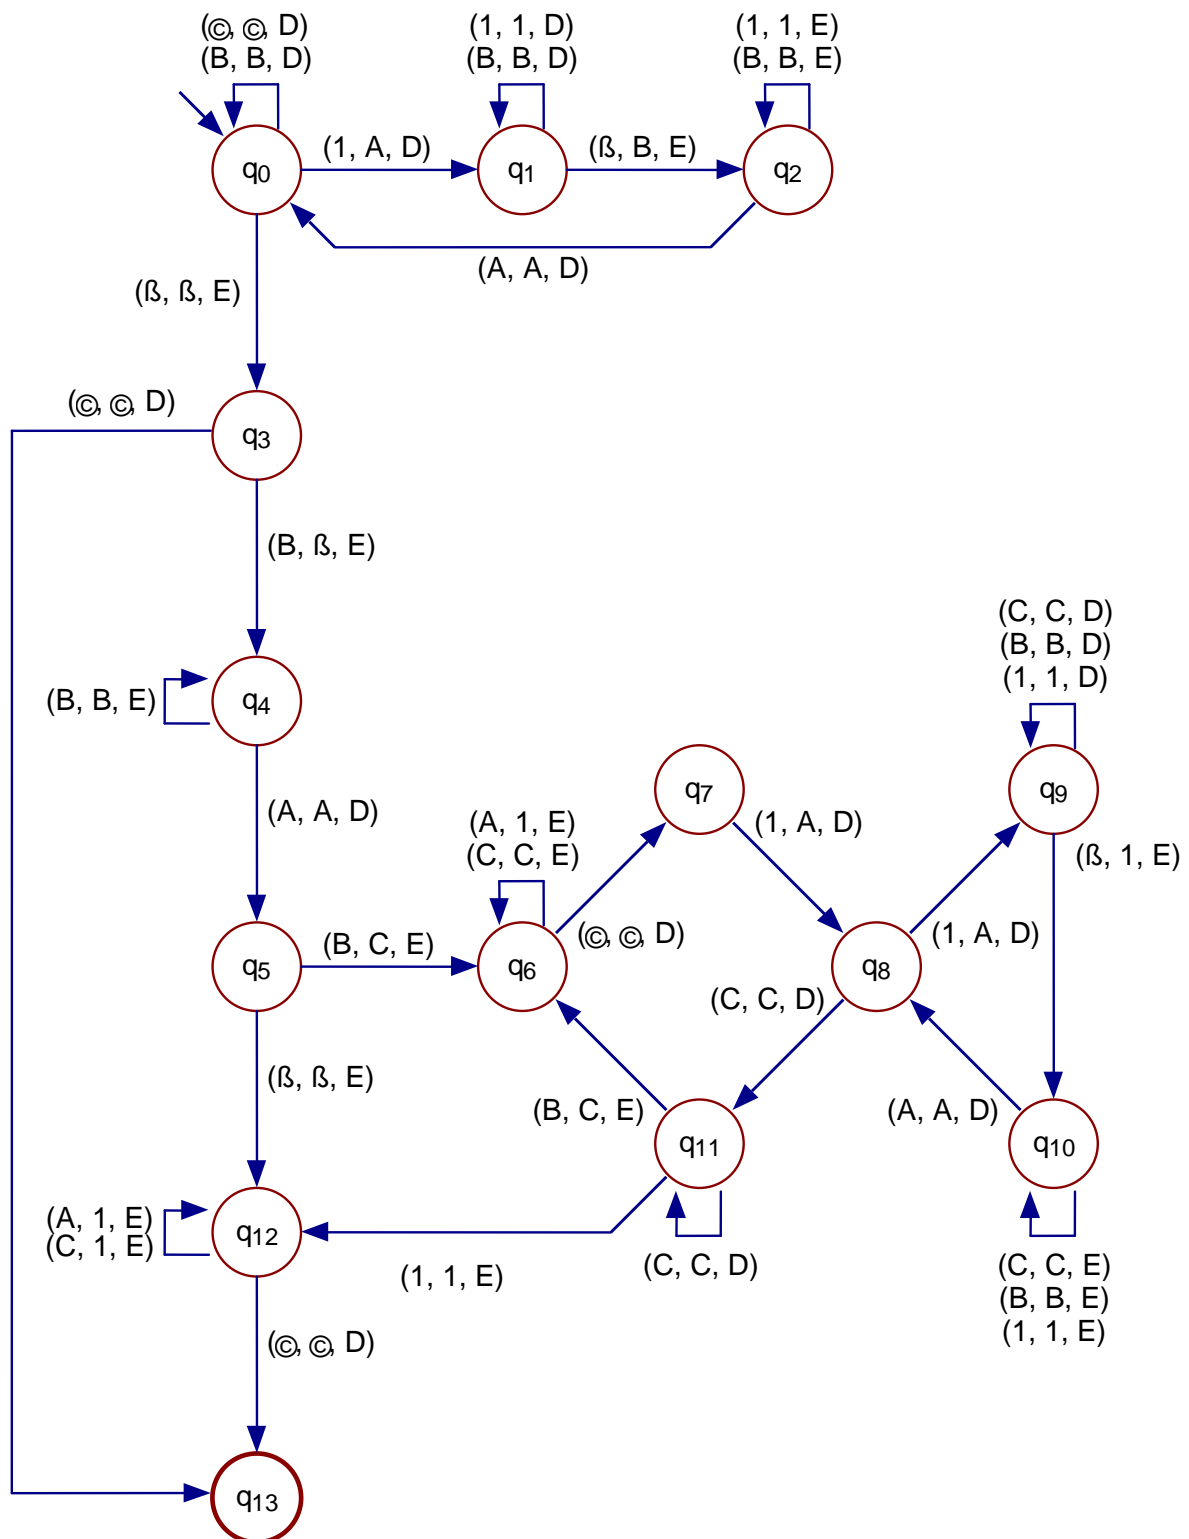 (©, ©, D)
(B, B, D)
(1, 1, D)
(B, B, D)
(1, 1, E)
(B, B, E)
q0
(1, A, D)
q1
(ß, B, E)
q2
(A, A, D)
(ß, ß, E)
(©, ©, D)
q3
(B, ß, E)
(B, B, E)
q4
(C, C, D)
(B, B, D)
(1, 1, D)
(A, A, D)
q7
q9
(A, 1, E)
(C, C, E)
(1, A, D)
(ß, 1, E)
q5
(B, C, E)
q6
(©, ©, D)
q8
(1, A, D)
(C, C, D)
(ß, ß, E)
(B, C, E)
q11
(A, A, D)
q10
(A, 1, E)
(C, 1, E)
q12
(1, 1, E)
(C, C, D)
(C, C, E)
(B, B, E)
(1, 1, E)
(©, ©, D)
q13